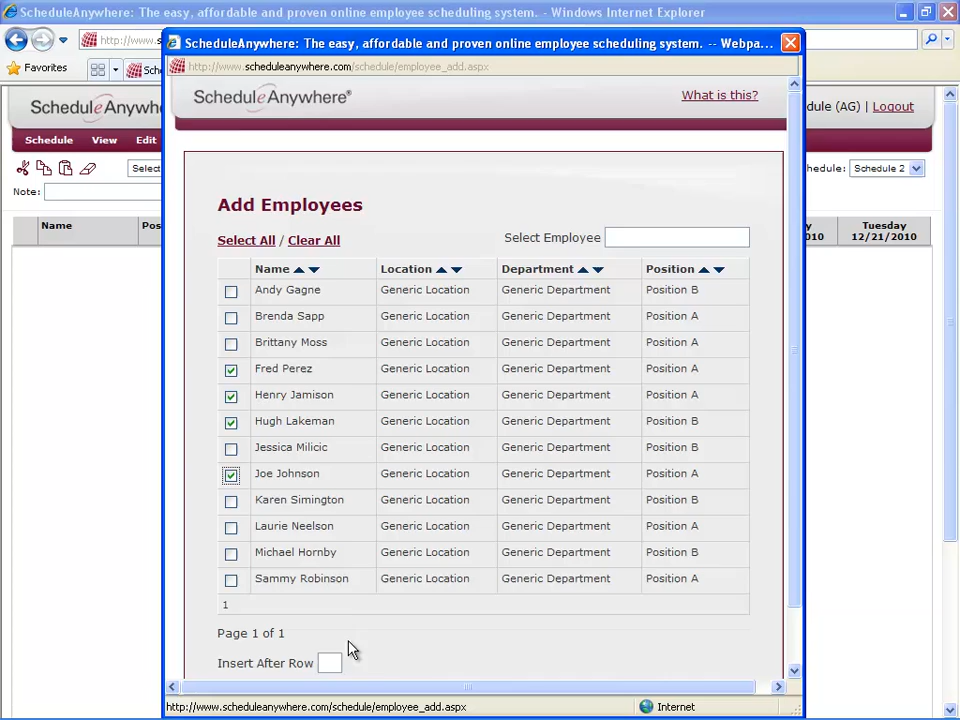 ScheduleAnywhere: The easy, affordable and proven online employee scheduling system. - Windows Internet Explorer
http://www.s
Favorites
Sch
ScheduleAnywh
dule (AG) | Logout
Schedule View Edit
Selec
hedule: Schedule 2
Note:
Name Pos
y
010
Tuesday
12/21/2010
ScheduleAnywhere: The easy, affordable and proven online employee scheduling system. -- Webpa...
http://www.scheduleanywhere.com/schedule/employee_add.aspx
ScheduleAnywhere®
What is this?
Add Employees
Select All / Clear All
Select Employee
Name Location Department Position
Andy Gagne Generic Location Generic Department Position B
Brenda Sapp Generic Location Generic Department Position A
Brittany Moss Generic Location Generic Department Position A
Fred Perez Generic Location Generic Department Position A
Henry Jamison Generic Location Generic Department Position A
Hugh Lakeman Generic Location Generic Department Position B
Jessica Milicic Generic Location Generic Department Position B
Joe Johnson Generic Location Generic Department Position A
Karen Simington Generic Location Generic Department Position B
Laurie Neelson Generic Location Generic Department Position A
Michael Hornby Generic Location Generic Department Position B
Sammy Robinson Generic Location Generic Department Position A
1
Page 1 of 1
Insert After Row
http://www.scheduleanywhere.com/schedule/employee_add.aspx
Internet